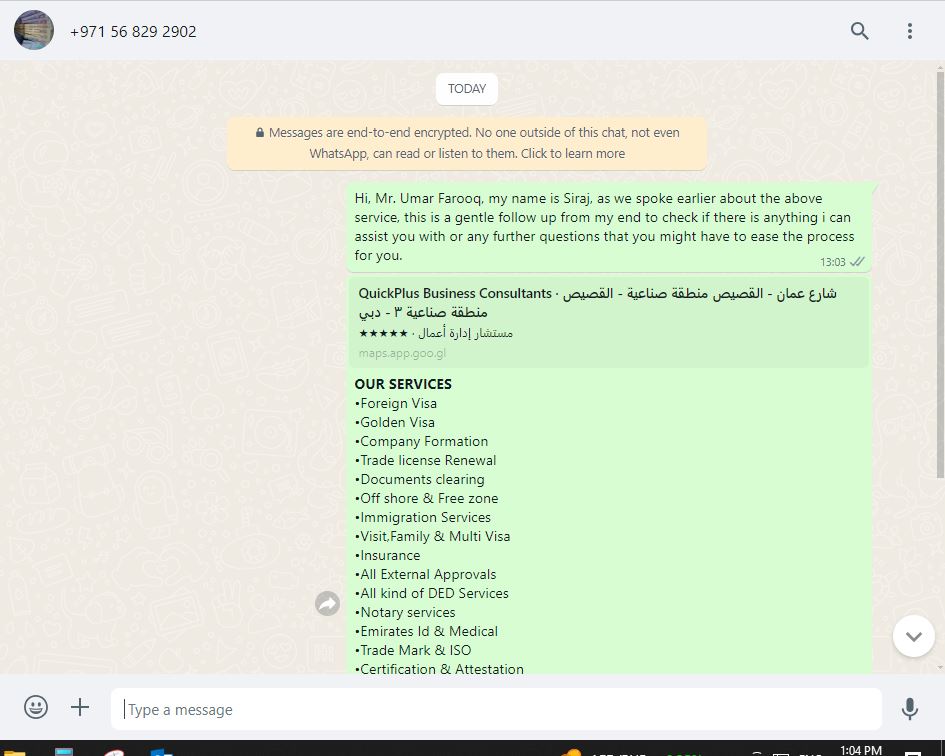 +971 56 829 2902
TODAY
Messages are end-to-end encrypted. No one outside of this chat, not even
WhatsApp, can read or listen to them. Click to learn more
Hi, Mr. Umar Farooq, my name is Siraj, as we spoke earlier about the above
service, this is a gentle follow up from my end to check if there is anything i can
assist you with or any further questions that you might have to ease the process
for you.
13:03
QuickPlus Business Consultants · شارع عمان - القصيص منطقة صناعية - القصيص
منطقة صناعية ٣ - دبي
★★★★★ · مستشار إدارة أعمال
maps.app.goo.gl
OUR SERVICES
•Foreign Visa
•Golden Visa
•Company Formation
•Trade license Renewal
•Documents clearing
•Off shore & Free zone
•Immigration Services
•Visit,Family & Multi Visa
•Insurance
•All External Approvals
•All kind of DED Services
•Notary services
•Emirates Id & Medical
•Trade Mark & ISO
•Certification & Attestation
Type a message
1:04 PM